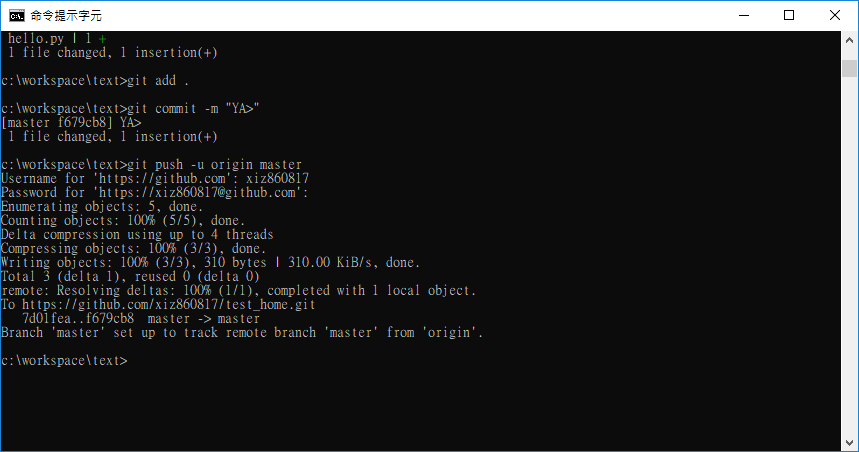 命令提示字元
hello.py | 1 +
1 file changed, 1 insertion(+)
c:\workspace\text>git add .
c:\workspace\text>git commit -m "YA>"
[master f679cb8] YA>
1 file changed, 1 insertion(+)
c:\workspace\text>git push -u origin master
Username for 'https://github.com': xiz860817
Password for 'https://xiz860817@github.com':
Enumerating objects: 5, done.
Counting objects: 100% (5/5), done.
Delta compression using up to 4 threads
Compressing objects: 100% (3/3), done.
Writing objects: 100% (3/3), 310 bytes | 310.00 KiB/s, done.
Total 3 (delta 1), reused 0 (delta 0)
remote: Resolving deltas: 100% (1/1), completed with 1 local object.
To https://github.com/xiz860817/test_home.git
7d01fea..f679cb8  master -> master
Branch 'master' set up to track remote branch 'master' from 'origin'.
c:\workspace\text>